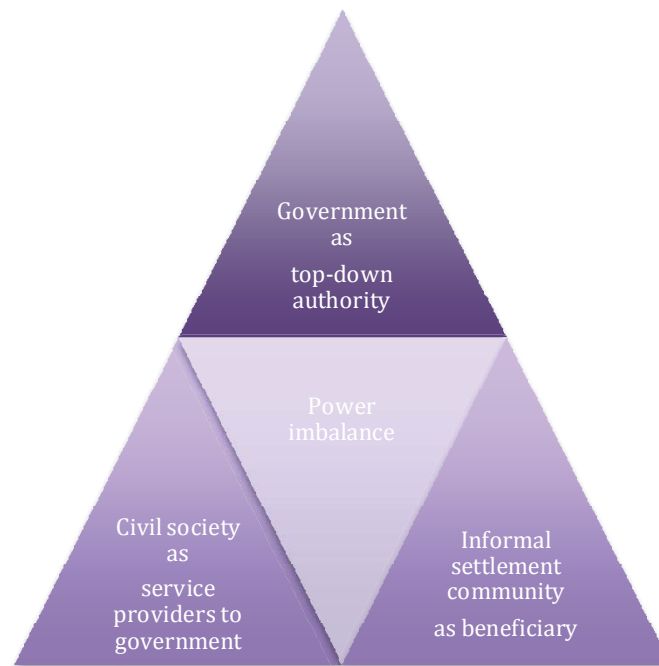 Government
as
top-down
authority
Power
imbalance
Civil society
as
service
providers to
government
Informal
settlement
community
as beneficiary